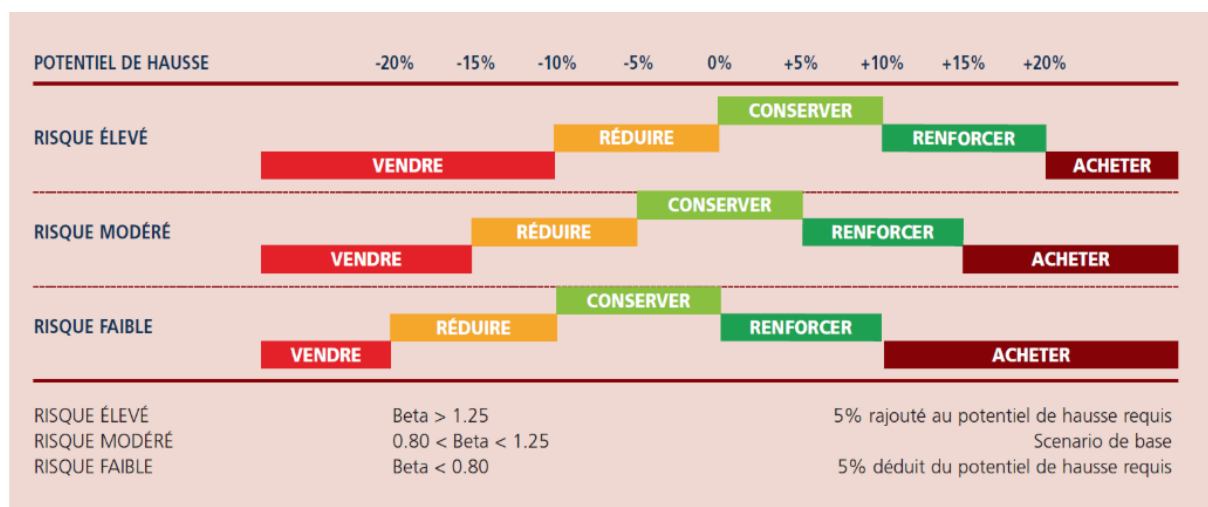 POTENTIEL DE HAUSSE -20% -15% -10% -5% 0% +5% +10% +15% +20%
CONSERVER
RISQUE ÉLEVÉ RÉDUIRE RENFORCER
VENDRE ACHETER
CONSERVER
RISQUE MODÉRÉ RÉDUIRE RENFORCER
VENDRE ACHETER
CONSERVER
RISQUE FAIBLE RÉDUIRE RENFORCER
VENDRE ACHETER
RISQUE ÉLEVÉ Beta > 1.25 5% rajouté au potentiel de hausse requis
RISQUE MODÉRÉ 0.80 < Beta < 1.25 Scenario de base
RISQUE FAIBLE Beta < 0.80 5% déduit du potentiel de hausse requis